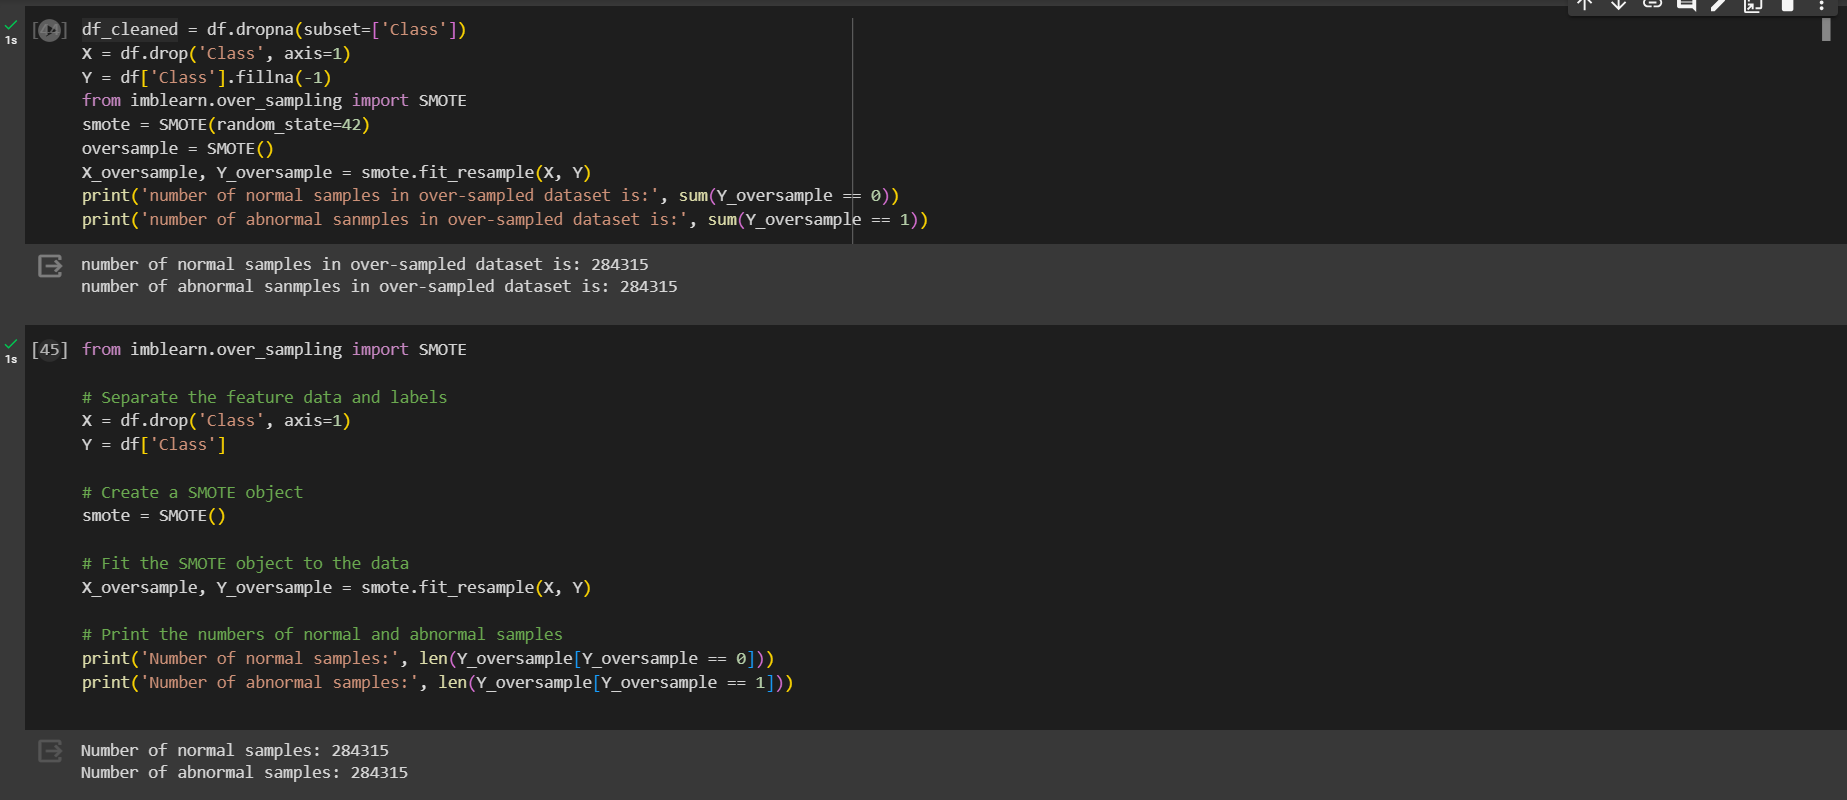 [44] df_cleaned = df.dropna(subset=['Class'])
1s
X = df.drop('Class', axis=1)
Y = df['Class'].fillna(-1)
from imblearn.over_sampling import SMOTE
smote = SMOTE(random_state=42)
oversample = SMOTE()
X_oversample, Y_oversample = smote.fit_resample(X, Y)
print('number of normal samples in over-sampled dataset is:', sum(Y_oversample == 0))
print('number of abnormal sanmples in over-sampled dataset is:', sum(Y_oversample == 1))
number of normal samples in over-sampled dataset is: 284315
number of abnormal sanmples in over-sampled dataset is: 284315
[45] from imblearn.over_sampling import SMOTE
1s
# Separate the feature data and labels
X = df.drop('Class', axis=1)
Y = df['Class']
# Create a SMOTE object
smote = SMOTE()
# Fit the SMOTE object to the data
X_oversample, Y_oversample = smote.fit_resample(X, Y)
# Print the numbers of normal and abnormal samples
print('Number of normal samples:', len(Y_oversample[Y_oversample == 0]))
print('Number of abnormal samples:', len(Y_oversample[Y_oversample == 1]))
Number of normal samples: 284315
Number of abnormal samples: 284315